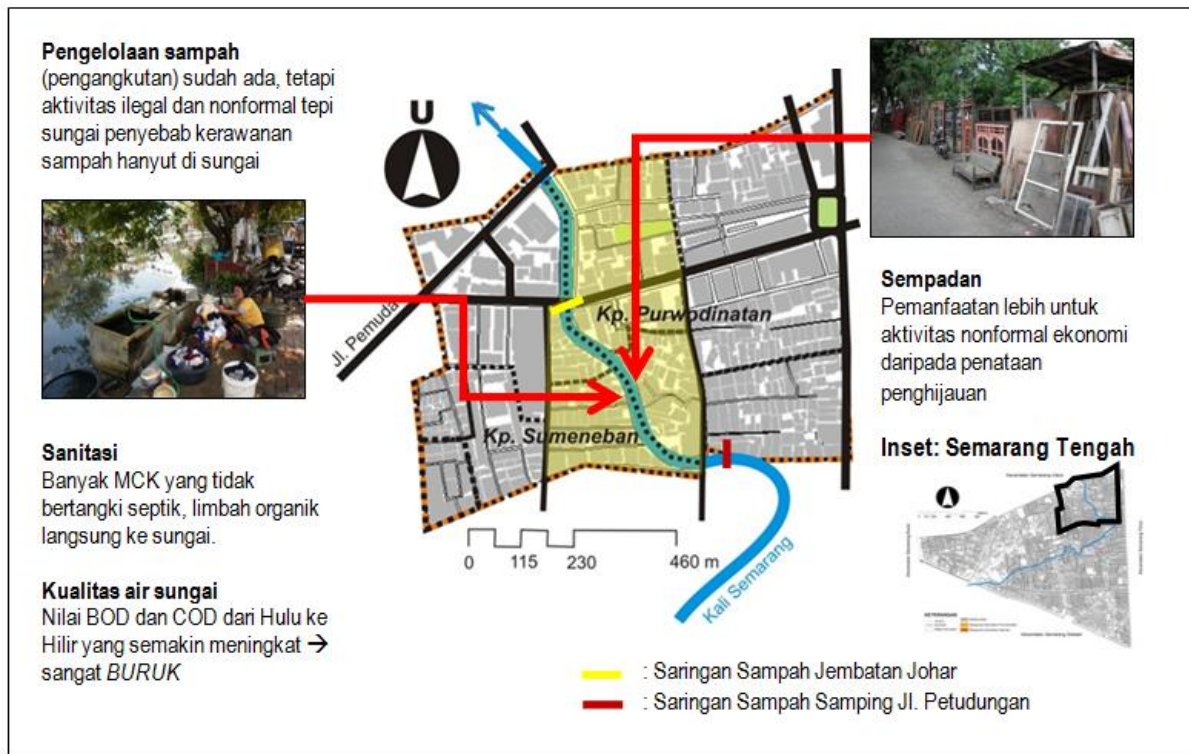 Pengelolaan sampah
(pengangkutan) sudah ada, tetapi
aktivitas ilegal dan nonformal tepi
sungai penyebab kerawanan
sampah hanyut di sungai
Sanitasi
Banyak MCK yang tidak
bertangki septik, limbah organik
langsung ke sungai.
Kualitas air sungai
Nilai BOD dan COD dari Hulu ke
Hilir yang semakin meningkat →
sangat BURUK
U
Jl. Pemuda
Kp. Purwodinatan
Kp. Sumeneban
Kali Semarang
0 115 230 460 m
Sempadan
Pemanfaatan lebih untuk
aktivitas nonformal ekonomi
daripada penataan
penghijauan
Inset: Semarang Tengah
: Saringan Sampah Jembatan Johar
: Saringan Sampah Samping Jl. Petudungan